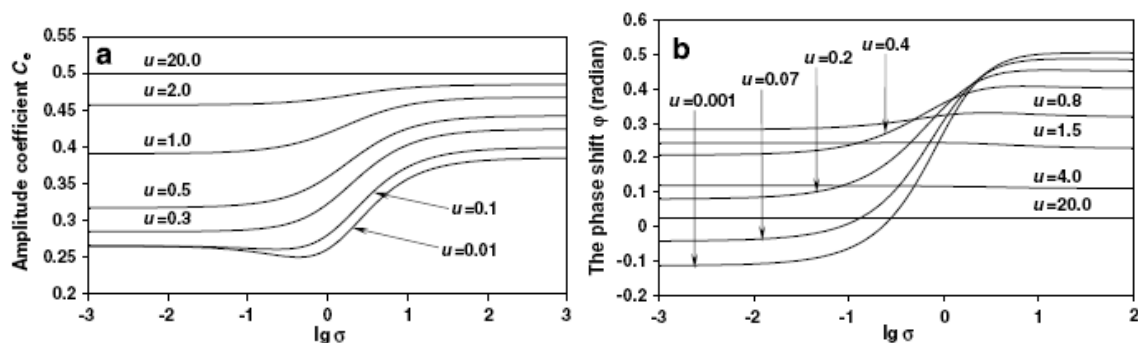 a
Amplitude coefficient Ce
0.55
0.5
0.45
0.4
0.35
0.3
0.25
0.2
u=20.0
2.0
1.0
u=0.5
u=0.3
u=0.1
u=0.01
-3
-2
-1
0
1
2
3
lg σ
b
The phase shift φ (radian)
0.6
0.5
0.4
0.3
0.2
0.1
0
-0.1
-0.2
u=0.4
u=0.2
u=0.07
u=0.001
u=0.8
u=1.5
u=4.0
u=20.0
-3
-2
-1
0
1
2
lg σ